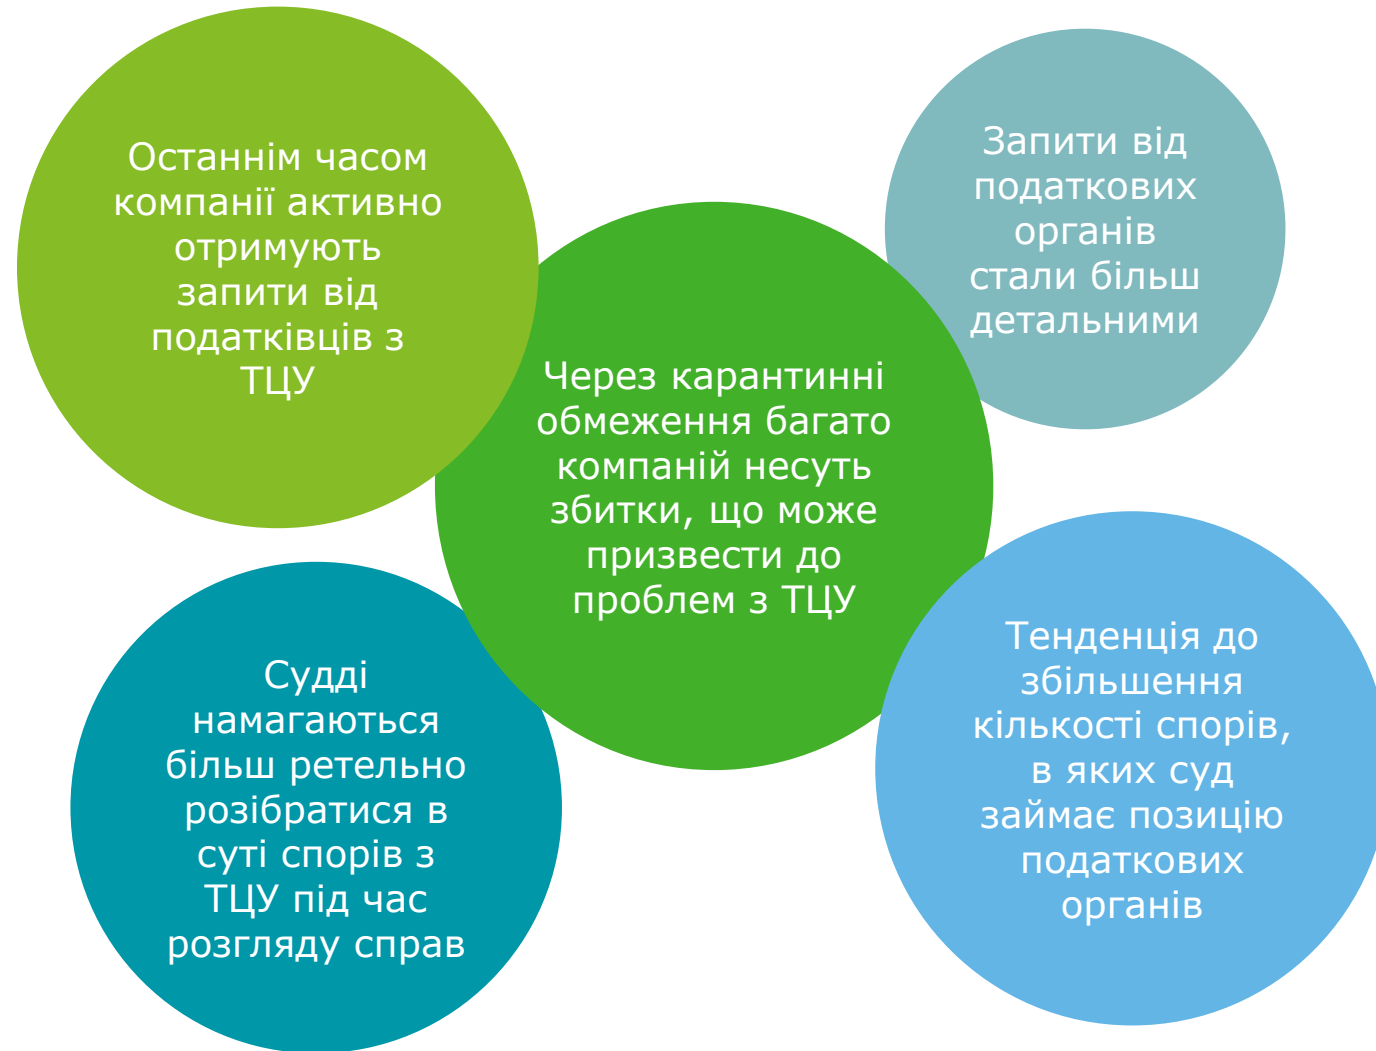 Останнім часом
компанії активно
отримують
запити від
податківців з
ТЦУ
Запити від
податкових
органів
стали більш
детальними
Через карантинні
обмеження багато
компаній несуть
збитки, що може
призвести до
проблем з ТЦУ
Судді
намагаються
більш ретельно
розібратися в
суті спорів з
ТЦУ під час
розгляду справ
Тенденція до
збільшення
кількості спорів,
в яких суд
займає позицію
податкових
органів